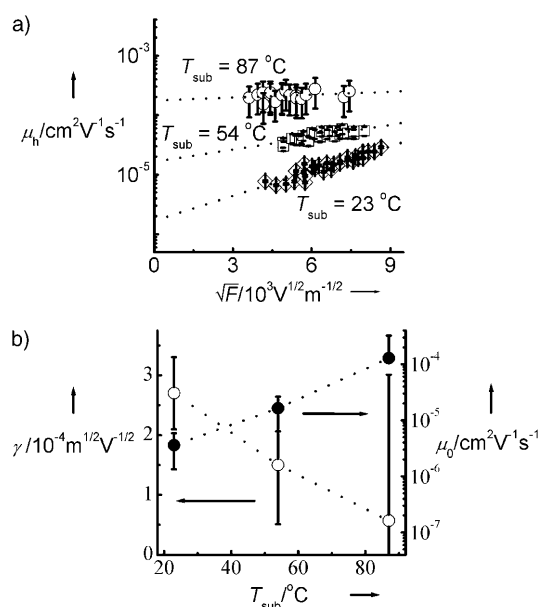 a)
10⁻³
T_sub = 87 °C
μ_h/cm²V⁻¹s⁻¹
T_sub = 54 °C
10⁻⁵
T_sub = 23 °C
0 3 6 9
√F/10³V^1/2 m^-1/2
b)
3
2
1
0
γ/10⁻⁴m^1/2V^-1/2
10⁻⁴
10⁻⁵
10⁻⁶
10⁻⁷
μ₀/cm²V⁻¹s⁻¹
20 40 60 80
T_sub/°C